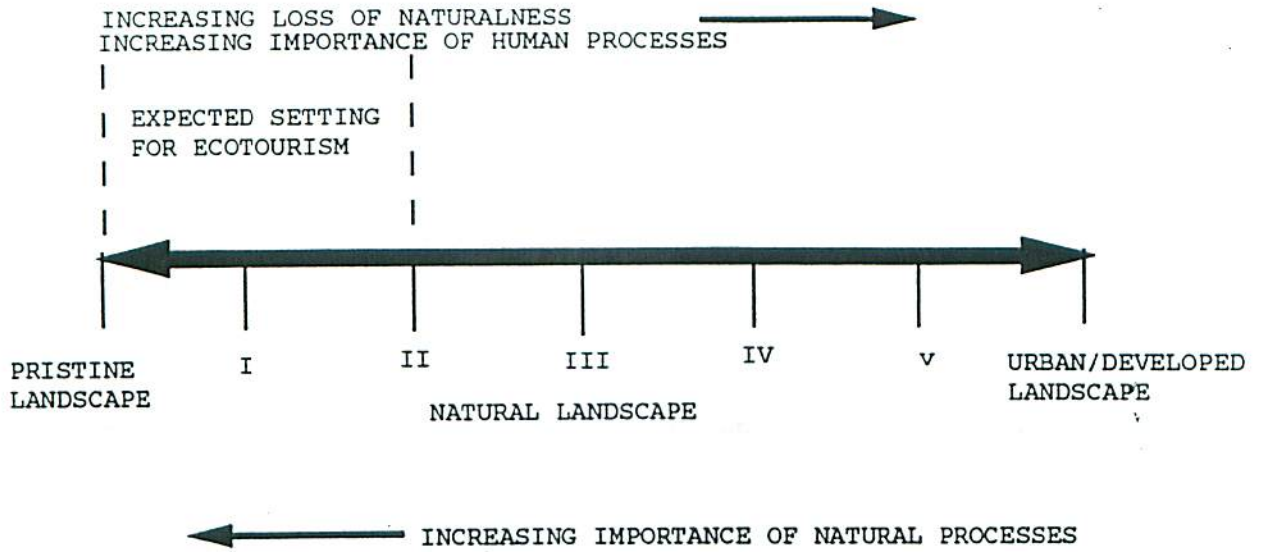 INCREASING LOSS OF NATURALNESS
INCREASING IMPORTANCE OF HUMAN PROCESSES
EXPECTED SETTING
FOR ECOTOURISM
PRISTINE
LANDSCAPE
I
II
III
IV
v
URBAN/DEVELOPED
LANDSCAPE
NATURAL LANDSCAPE
INCREASING IMPORTANCE OF NATURAL PROCESSES